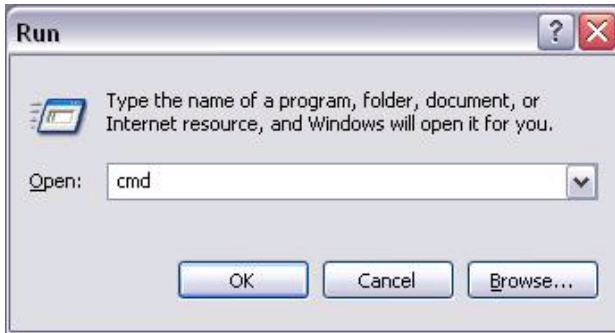 Run
Type the name of a program, folder, document, or
Internet resource, and Windows will open it for you.
Open: cmd
OK Cancel Browse...